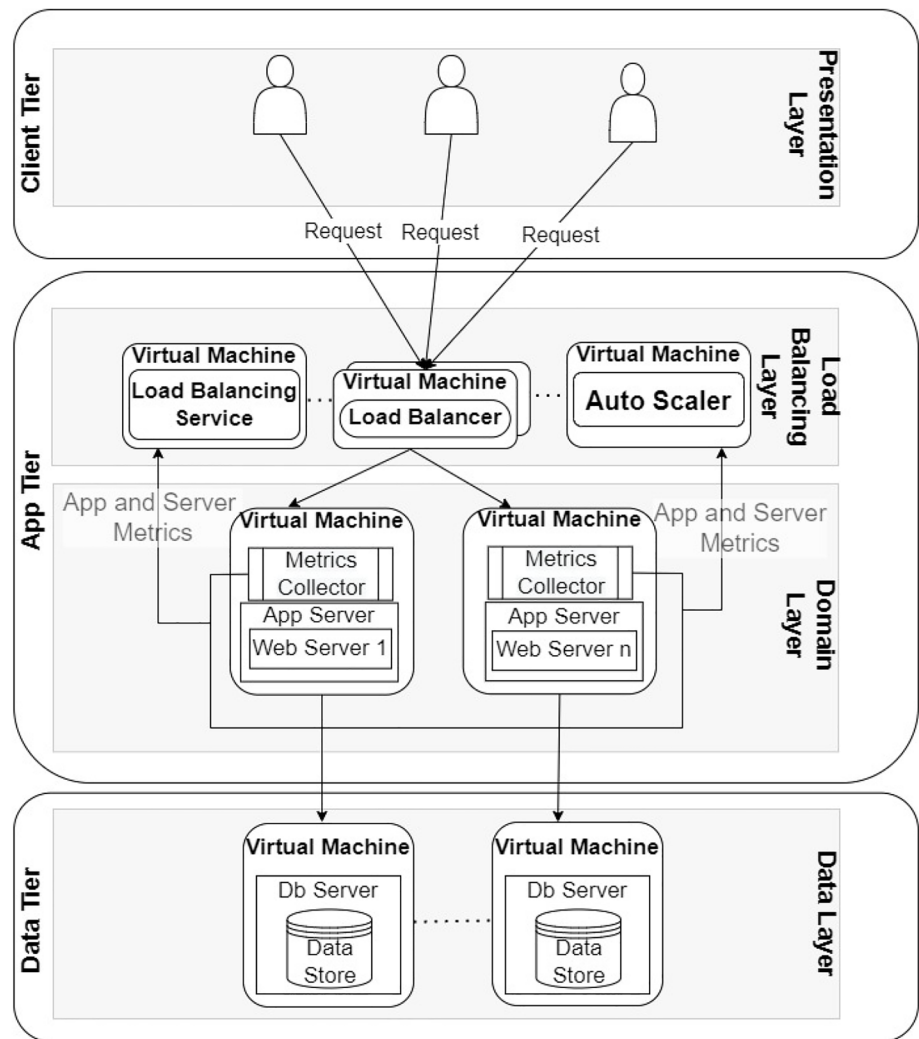 Client Tier
Presentation
Layer
Request
Request
Request
App Tier
Load
Balancing
Layer
Virtual Machine
Load Balancing
Service
Virtual Machine
Load Balancer
Virtual Machine
Auto Scaler
App and Server
Metrics
App and Server
Metrics
Domain
Layer
Virtual Machine
Metrics
Collector
App Server
Web Server 1
Virtual Machine
Metrics
Collector
App Server
Web Server n
Data Tier
Data Layer
Virtual Machine
Db Server
Data
Store
Virtual Machine
Db Server
Data
Store